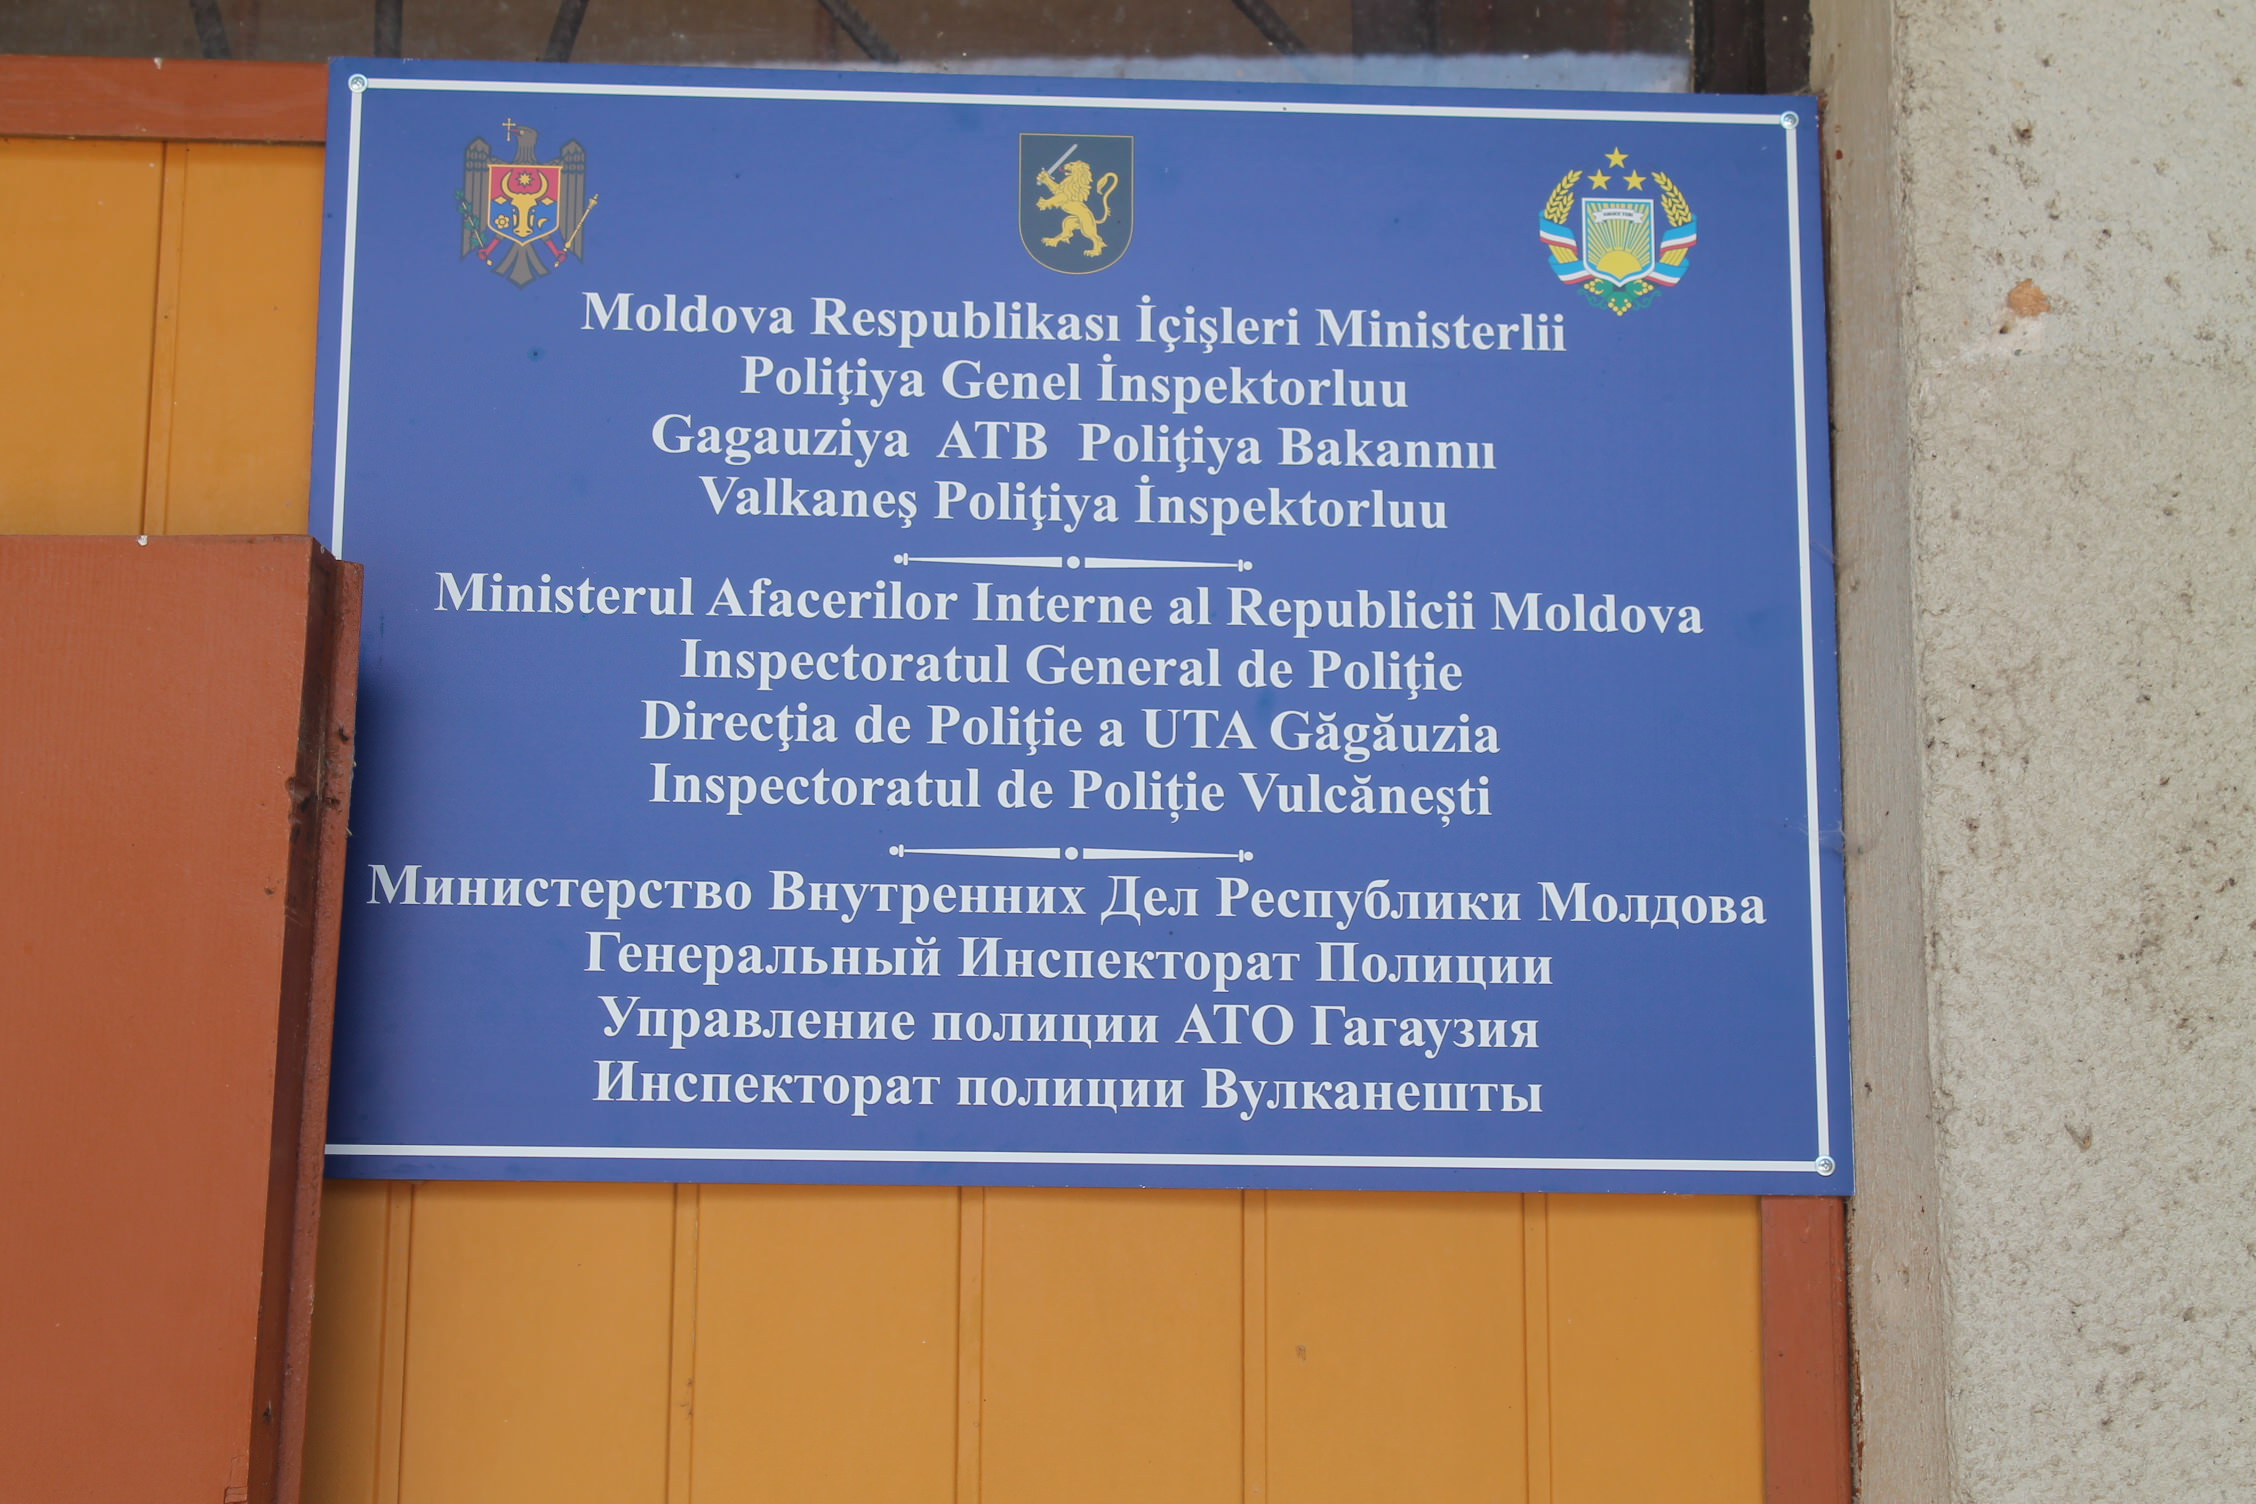 Moldova Respublikası İçişleri Ministerlii
Poliţiya Genel İnspektorluu
Gagauziya ATB Poliţiya Bakannıı
Valkaneş Poliţiya İnspektorluu
Ministerul Afacerilor Interne al Republicii Moldova
Inspectoratul General de Poliţie
Direcţia de Poliţie a UTA Găgăuzia
Inspectoratul de Poliție Vulcănești
Министерство Внутренних Дел Республики Молдова
Генеральный Инспекторат Полиции
Управление полиции АТО Гагаузия
Инспекторат полиции Вулканешты